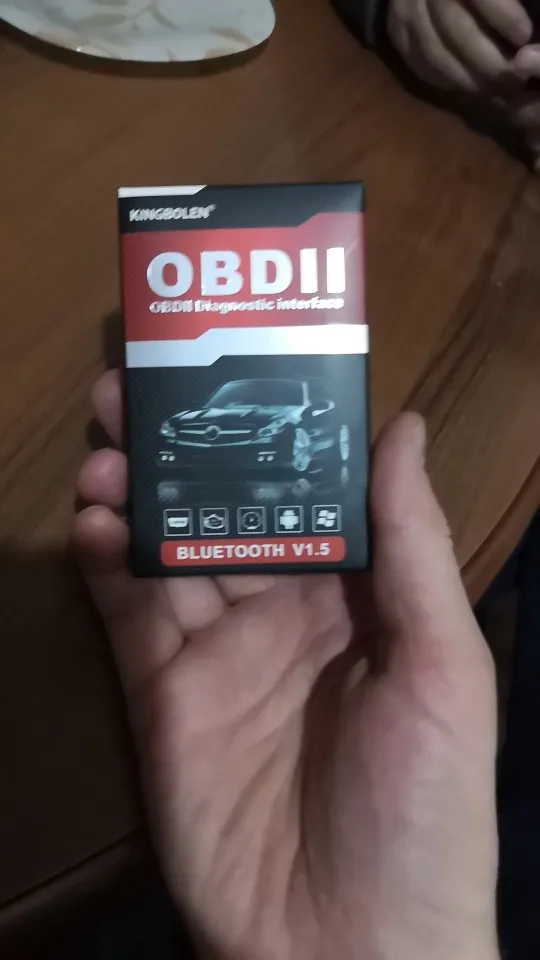 KINGBOLEN®
OBDII
OBDII Diagnostic interface
BLUETOOTH V1.5